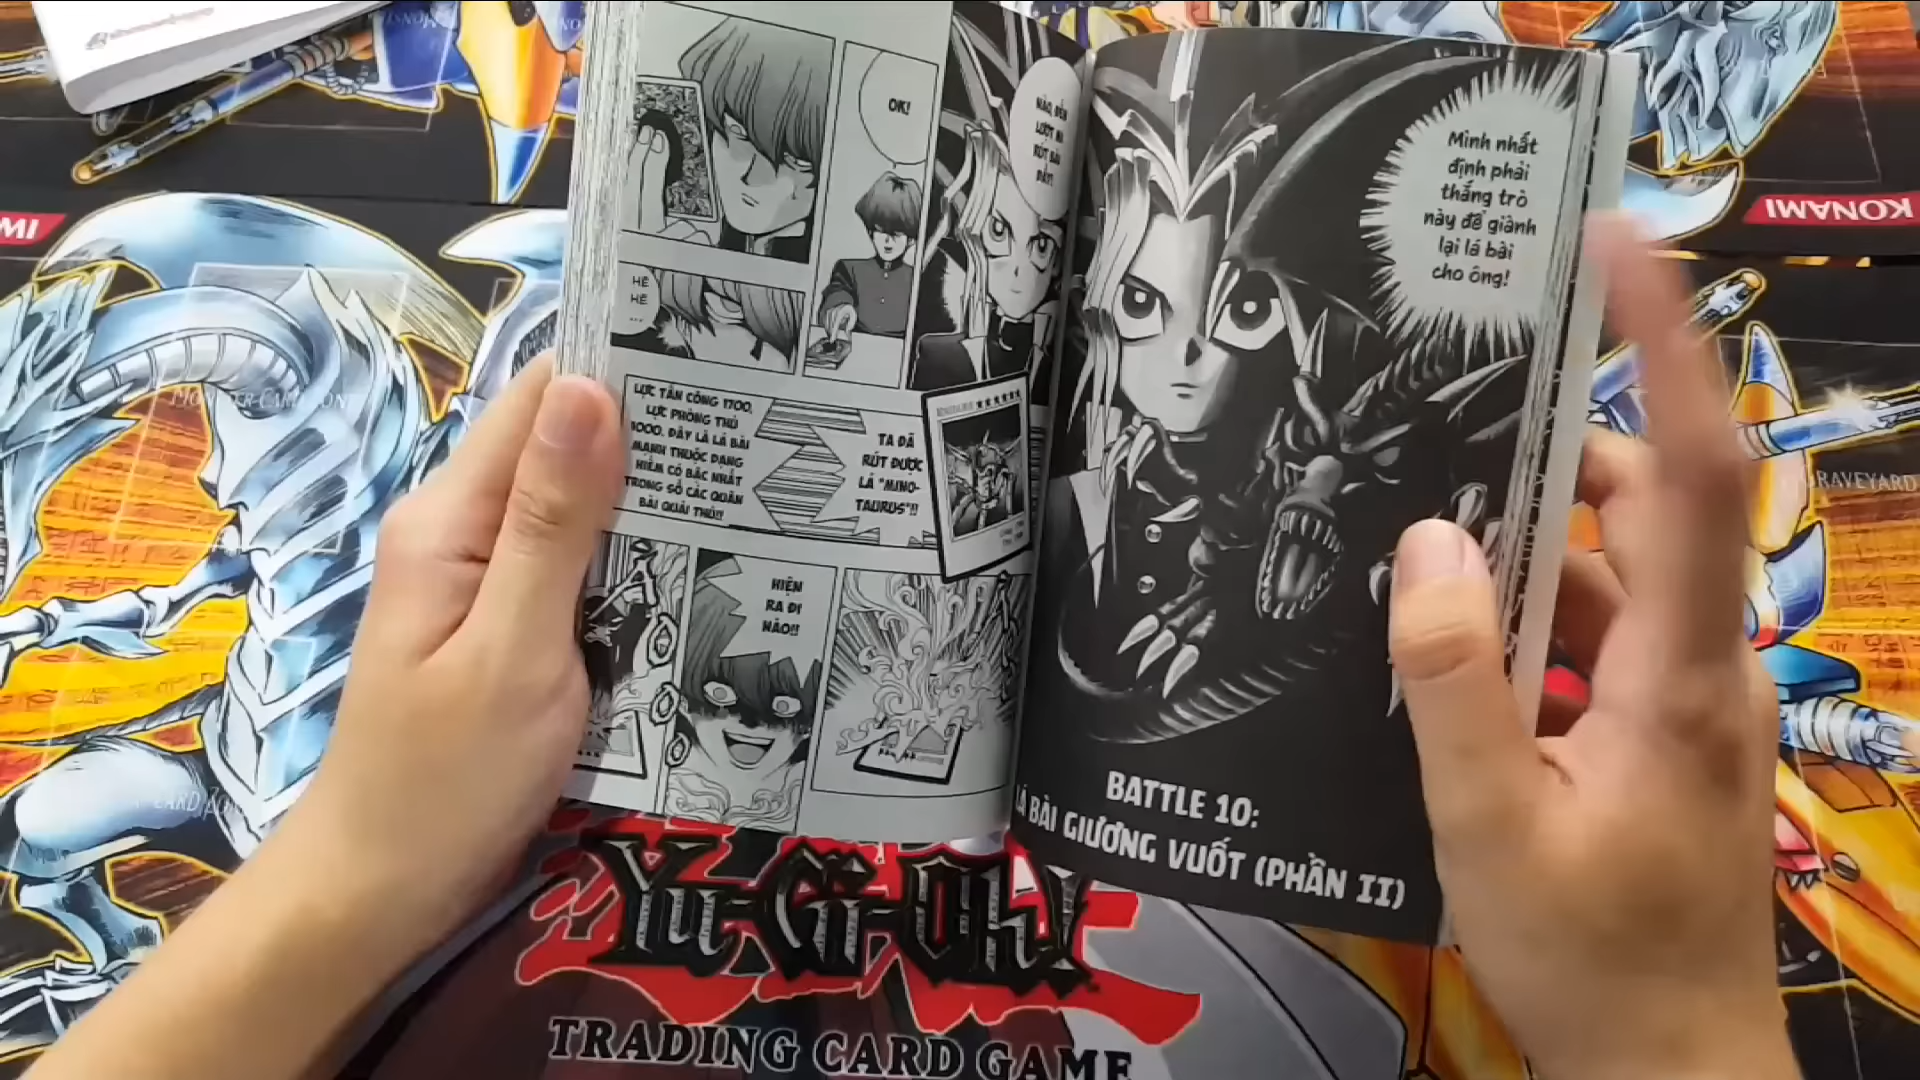 OK!
NÀO, ĐẾN
LƯỢT MI
RÚT BÀI
ĐẤY!
HÊ
HÊ
...
LỰC TẤN CÔNG 1700,
LỰC PHÒNG THỦ
1000. ĐÂY LÀ LÁ BÀI
MẠNH THUỘC DẠNG
HIẾM CÓ BẬC NHẤT
TRONG SỐ CÁC QUÂN
BÀI QUÁI THÚ!!
TA ĐÃ
RÚT ĐƯỢC
LÁ "MINO-
TAURUS"!!
HIỆN
RA ĐI
NÀO!!
Mình nhất
định phải
thắng trò
này để giành
lại lá bài
cho ông!
BATTLE 10:
LÁ BÀI GIƯƠNG VUỐT (PHẦN II)
KONAMI
GRAVEYARD
Yu-Gi-Oh!
TRADING CARD GAME